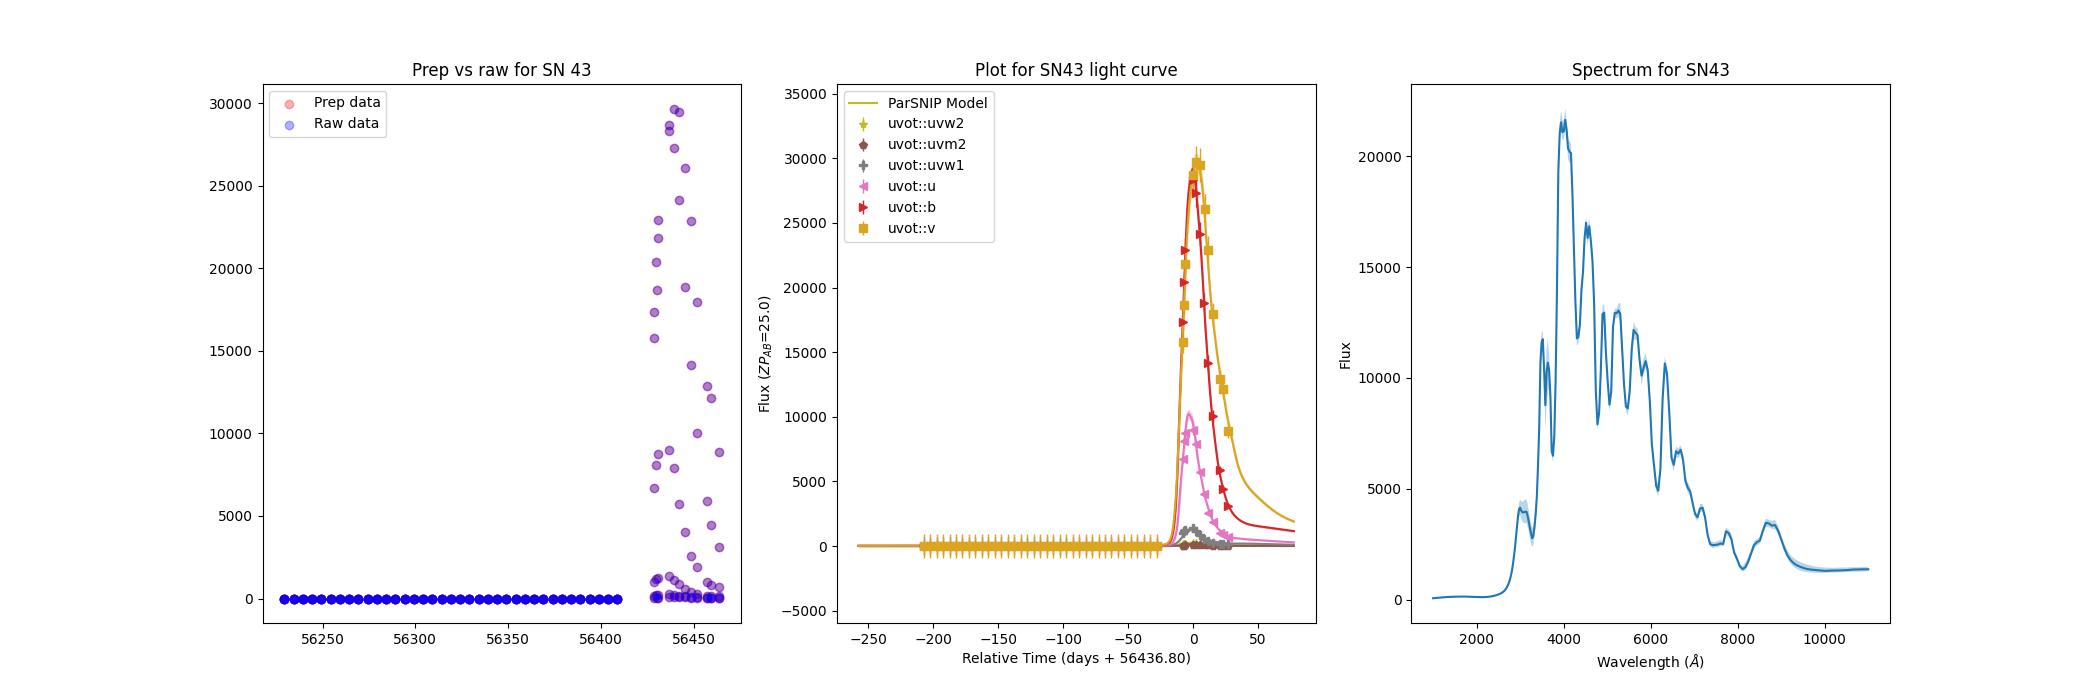 Prep vs raw for SN 43
30000
25000
20000
15000
10000
5000
0
56250
56300
56350
56400
56450
Prep data
Raw data
Plot for SN43 light curve
Flux (ZP_AB=25.0)
35000
30000
25000
20000
15000
10000
5000
0
−5000
−250
−200
−150
−100
−50
0
50
Relative Time (days + 56436.80)
ParSNIP Model
uvot::uvw2
uvot::uvm2
uvot::uvw1
uvot::u
uvot::b
uvot::v
Spectrum for SN43
Flux
20000
15000
10000
5000
0
2000
4000
6000
8000
10000
Wavelength (Å)